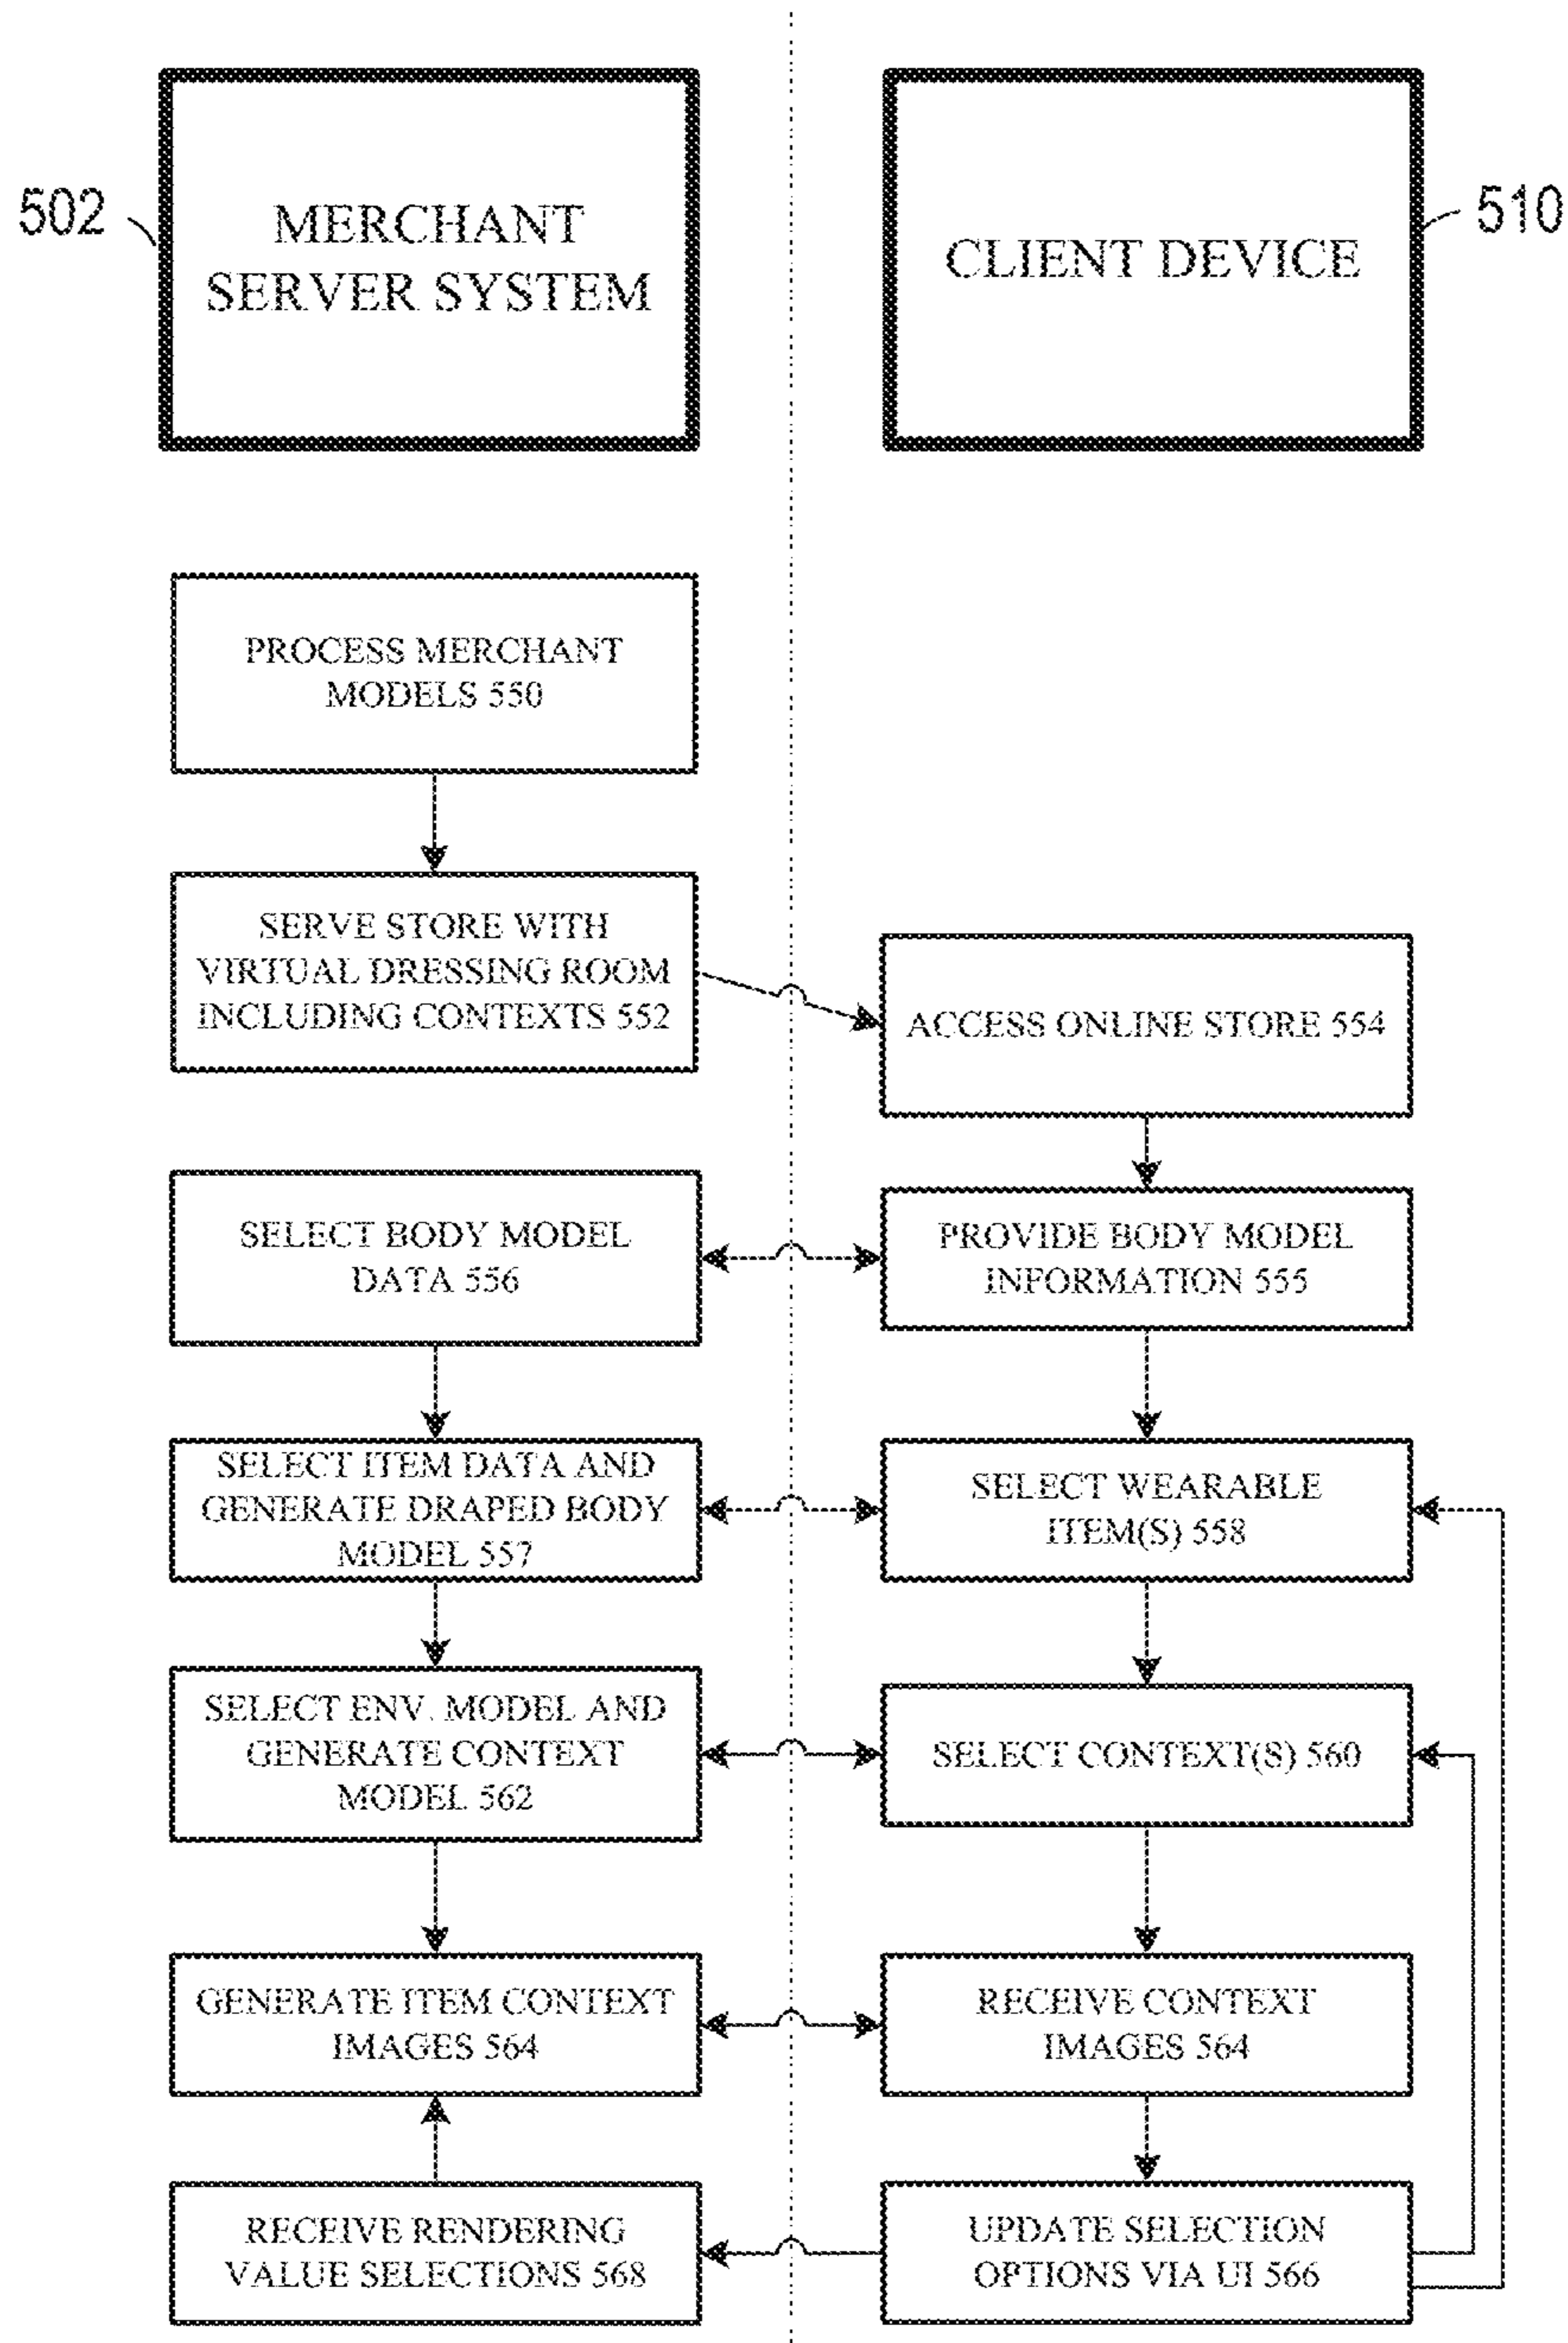 502
MERCHANT
SERVER SYSTEM
CLIENT DEVICE
510
PROCESS MERCHANT
MODELS 550
SERVE STORE WITH
VIRTUAL DRESSING ROOM
INCLUDING CONTEXTS 552
ACCESS ONLINE STORE 554
SELECT BODY MODEL
DATA 556
PROVIDE BODY MODEL
INFORMATION 555
SELECT ITEM DATA AND
GENERATE DRAPED BODY
MODEL 557
SELECT WEARABLE
ITEM(S) 558
SELECT ENV. MODEL AND
GENERATE CONTEXT
MODEL 562
SELECT CONTEXT(S) 560
GENERATE ITEM CONTEXT
IMAGES 564
RECEIVE CONTEXT
IMAGES 564
RECEIVE RENDERING
VALUE SELECTIONS 568
UPDATE SELECTION
OPTIONS VIA UI 566